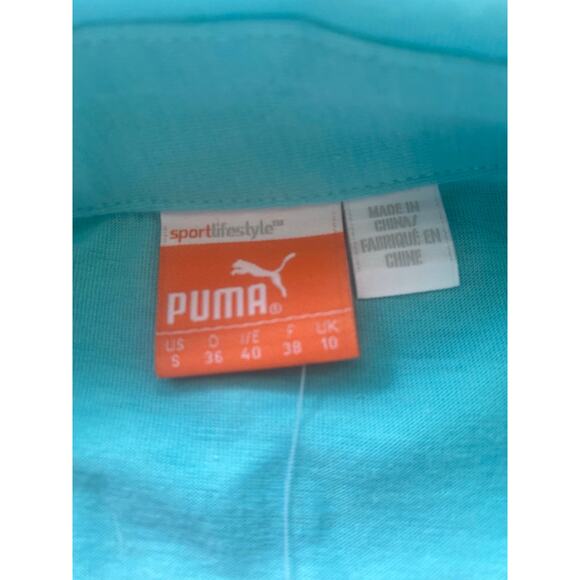 sportlifestyle™
PUMA®
US D I/E F UK
S 36 40 38 10
MADE IN
CHINA/
FABRIQUÉ EN
CHINE